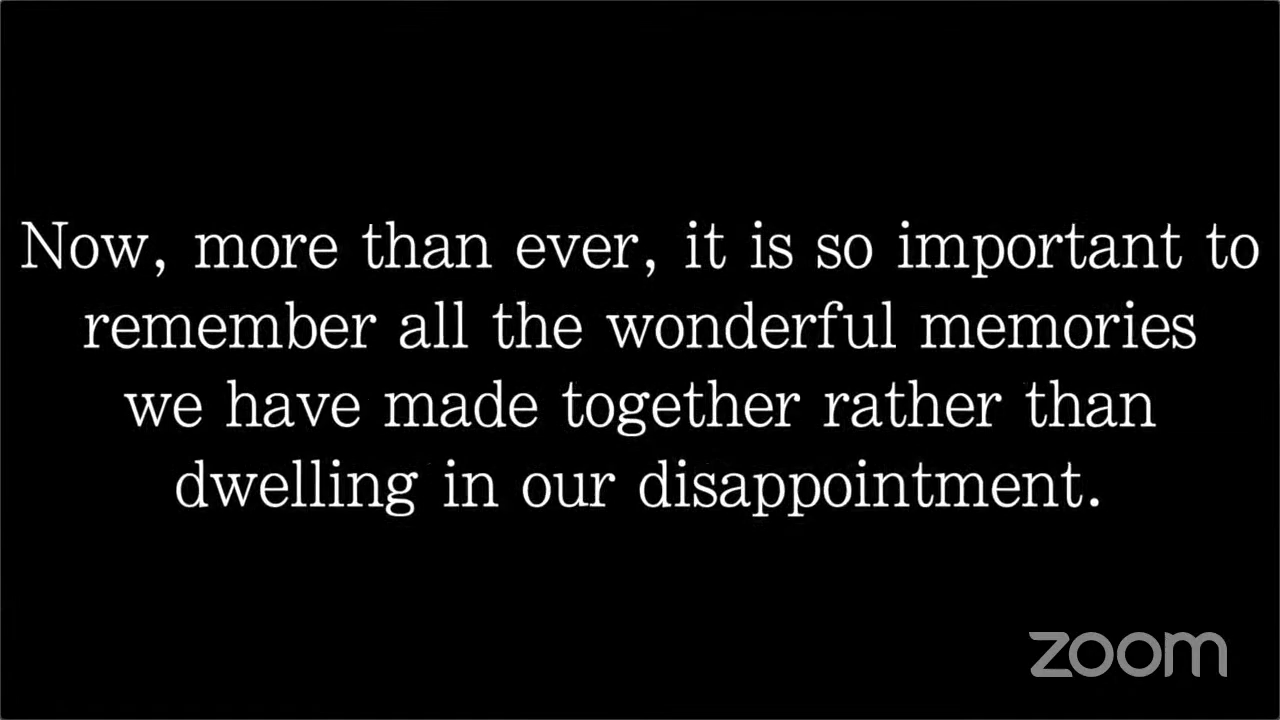 Now, more than ever, it is so important to
remember all the wonderful memories
we have made together rather than
dwelling in our disappointment.
zoom